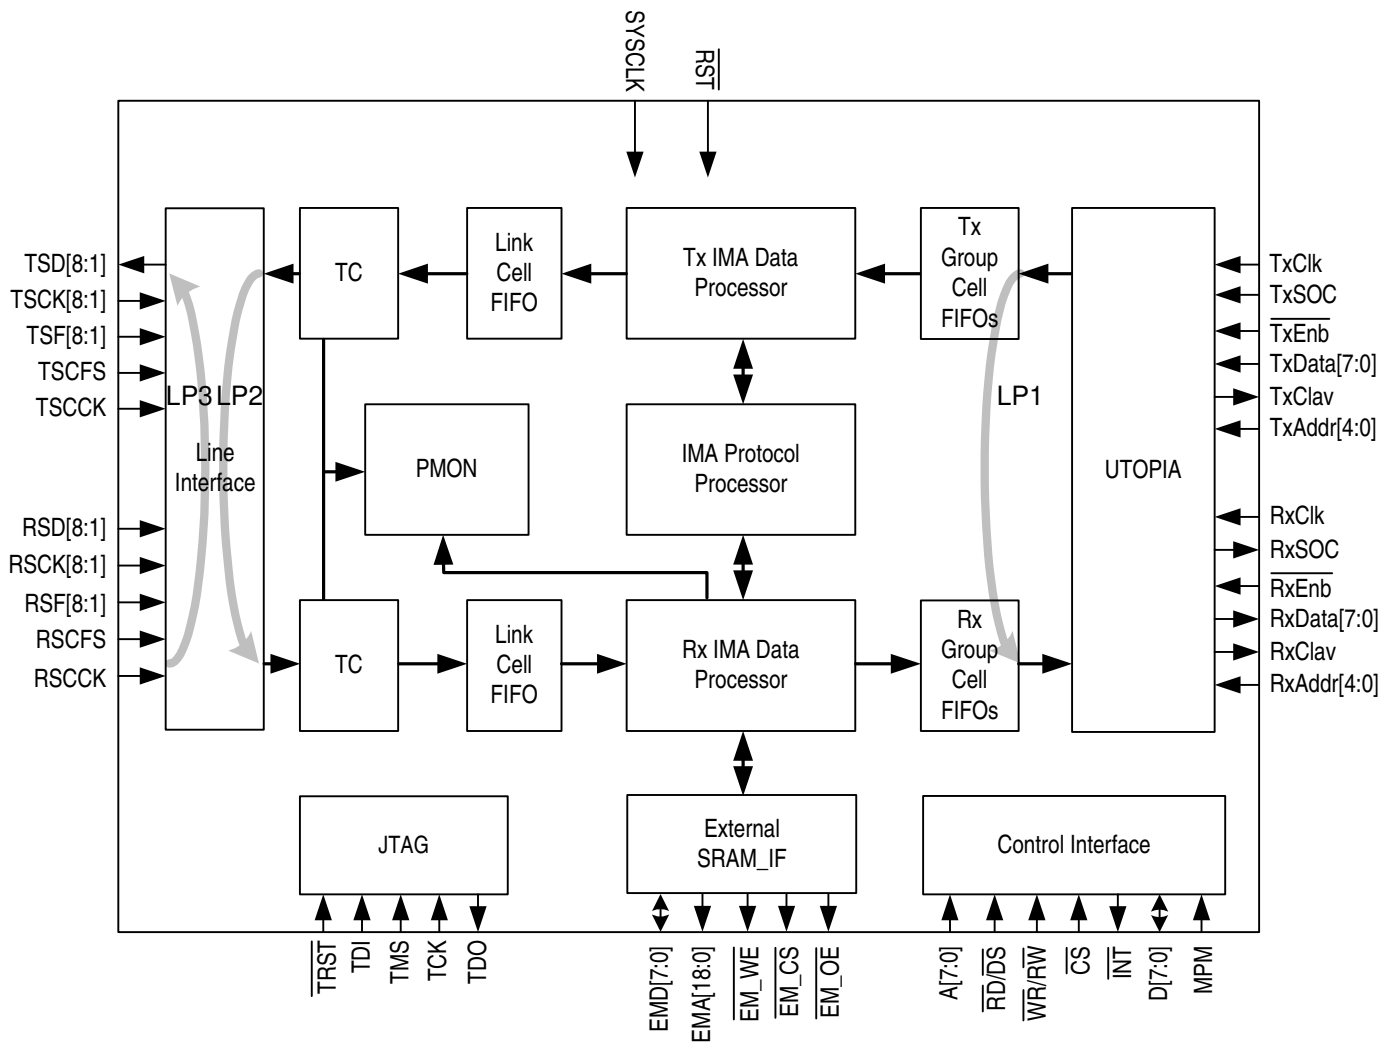 SYSCLK
RST
TSD[8:1]
TSCK[8:1]
TSF[8:1]
TSCFS
TSCCK
RSD[8:1]
RSCK[8:1]
RSF[8:1]
RSCFS
RSCCK
LP3
LP2
Line
Interface
TC
Link
Cell
FIFO
Tx IMA Data
Processor
Tx
Group
Cell
FIFOs
PMON
IMA Protocol
Processor
LP1
UTOPIA
TC
Link
Cell
FIFO
Rx IMA Data
Processor
Rx
Group
Cell
FIFOs
TxClk
TxSOC
TxEnb
TxData[7:0]
TxClav
TxAddr[4:0]
RxClk
RxSOC
RxEnb
RxData[7:0]
RxClav
RxAddr[4:0]
JTAG
External
SRAM_IF
Control Interface
TRST
TDI
TMS
TCK
TDO
EMD[7:0]
EMA[18:0]
EM_WE
EM_CS
EM_OE
A[7:0]
RD/DS
WR/RW
CS
INT
D[7:0]
MPM